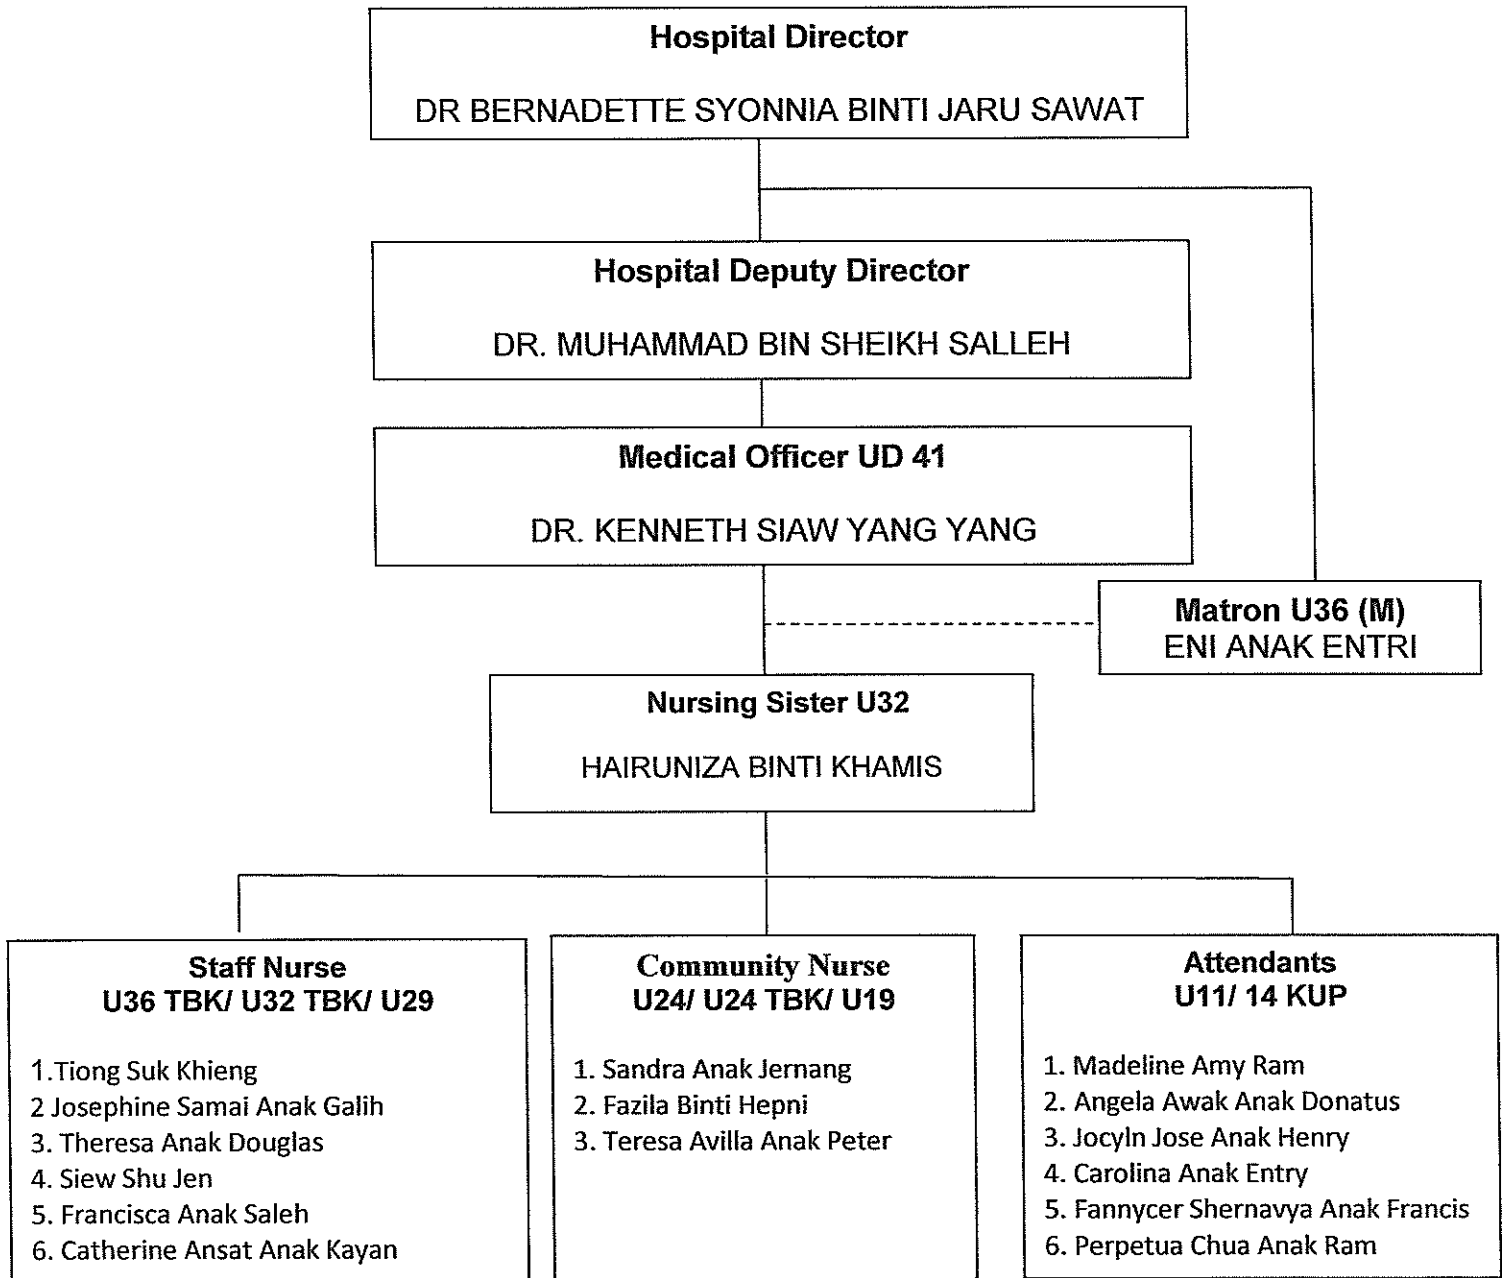 Hospital Director
DR BERNADETTE SYONNIA BINTI JARU SAWAT
Hospital Deputy Director
DR. MUHAMMAD BIN SHEIKH SALLEH
Medical Officer UD 41
DR. KENNETH SIAW YANG YANG
Matron U36 (M)
ENI ANAK ENTRI
Nursing Sister U32
HAIRUNIZA BINTI KHAMIS
Staff Nurse
U36 TBK/ U32 TBK/ U29
1.Tiong Suk Khieng
2 Josephine Samai Anak Galih
3. Theresa Anak Douglas
4. Siew Shu Jen
5. Francisca Anak Saleh
6. Catherine Ansat Anak Kayan
Community Nurse
U24/ U24 TBK/ U19
1. Sandra Anak Jernang
2. Fazila Binti Hepni
3. Teresa Avilla Anak Peter
Attendants
U11/ 14 KUP
1. Madeline Amy Ram
2. Angela Awak Anak Donatus
3. Jocyln Jose Anak Henry
4. Carolina Anak Entry
5. Fannycer Shernavya Anak Francis
6. Perpetua Chua Anak Ram